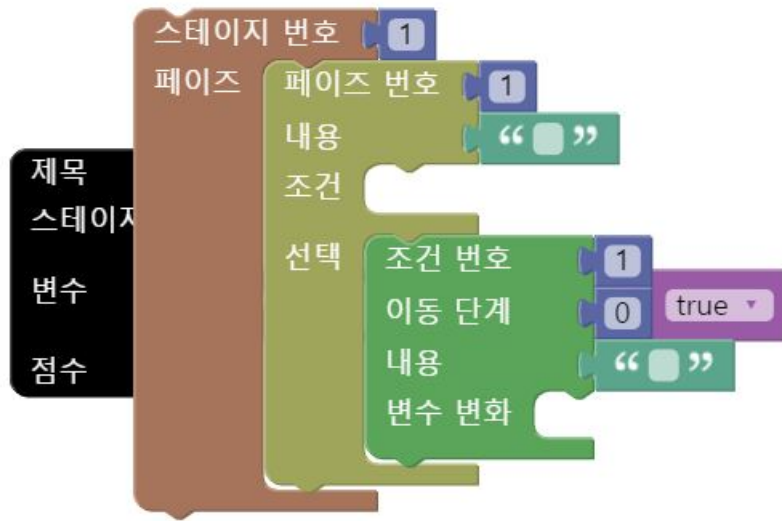 스테이지 번호 1
페이즈 페이즈 번호 1
내용 “ ”
제목
조건
스테이지
선택 조건 번호 1
변수
이동 단계 0 true
내용 “ ”
점수
변수 변화